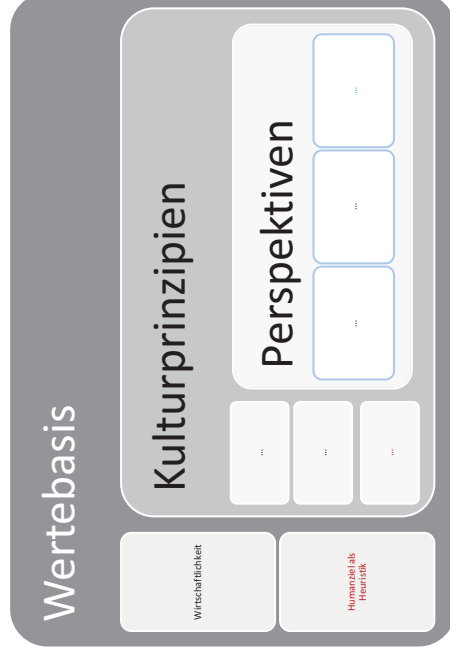 Wertebasis
Kulturprinzipien
Perspektiven
Wirtschaftlichkeit
Humanziel als
Heuristik
...
...
...
...
...
...